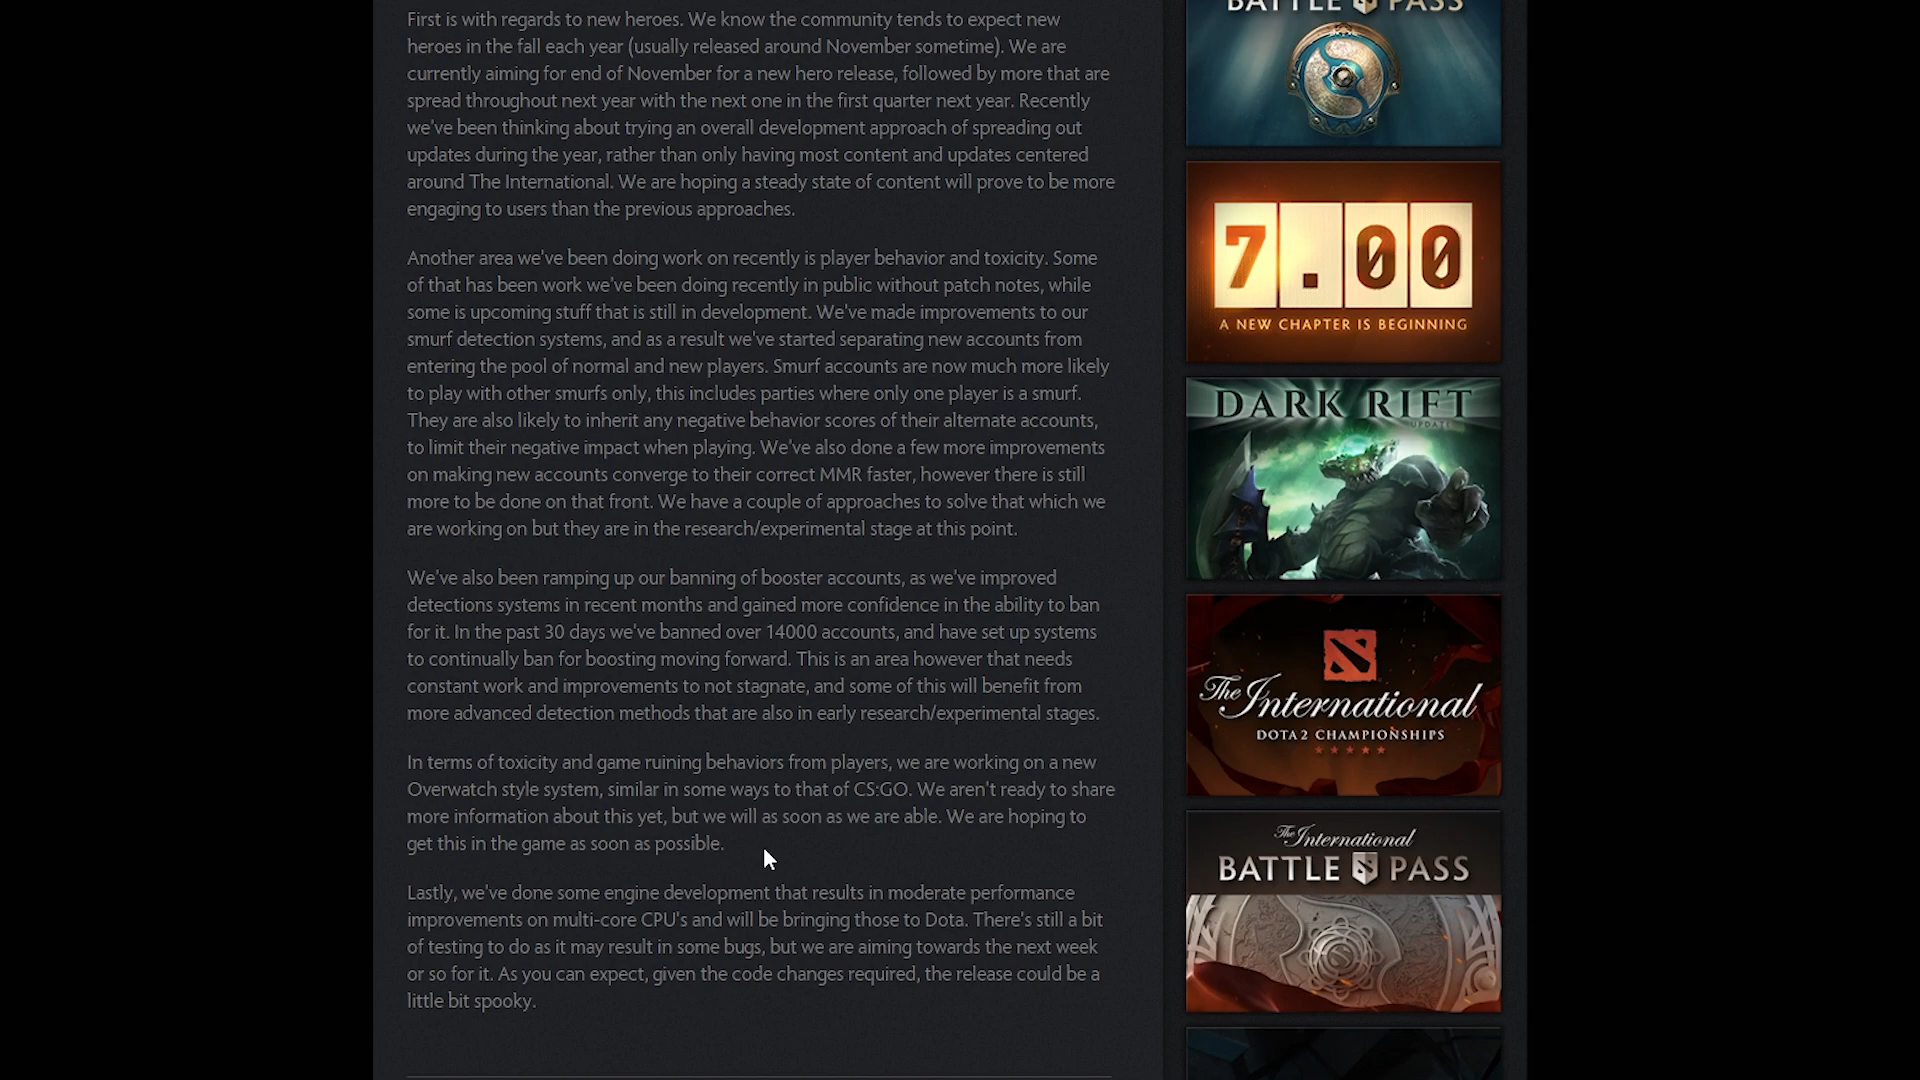 First is with regards to new heroes. We know the community tends to expect new
heroes in the fall each year (usually released around November sometime). We are
currently aiming for end of November for a new hero release, followed by more that are
spread throughout next year with the next one in the first quarter next year. Recently
we've been thinking about trying an overall development approach of spreading out
updates during the year, rather than only having most content and updates centered
around The International. We are hoping a steady state of content will prove to be more
engaging to users than the previous approaches.
Another area we've been doing work on recently is player behavior and toxicity. Some
of that has been work we've been doing recently in public without patch notes, while
some is upcoming stuff that is still in development. We've made improvements to our
smurf detection systems, and as a result we've started separating new accounts from
entering the pool of normal and new players. Smurf accounts are now much more likely
to play with other smurfs only, this includes parties where only one player is a smurf.
They are also likely to inherit any negative behavior scores of their alternate accounts,
to limit their negative impact when playing. We've also done a few more improvements
on making new accounts converge to their correct MMR faster, however there is still
more to be done on that front. We have a couple of approaches to solve that which we
are working on but they are in the research/experimental stage at this point.
We've also been ramping up our banning of booster accounts, as we've improved
detections systems in recent months and gained more confidence in the ability to ban
for it. In the past 30 days we've banned over 14000 accounts, and have set up systems
to continually ban for boosting moving forward. This is an area however that needs
constant work and improvements to not stagnate, and some of this will benefit from
more advanced detection methods that are also in early research/experimental stages.
In terms of toxicity and game ruining behaviors from players, we are working on a new
Overwatch style system, similar in some ways to that of CS:GO. We aren't ready to share
more information about this yet, but we will as soon as we are able. We are hoping to
get this in the game as soon as possible.
Lastly, we've done some engine development that results in moderate performance
improvements on multi-core CPU's and will be bringing those to Dota. There's still a bit
of testing to do as it may result in some bugs, but we are aiming towards the next week
or so for it. As you can expect, given the code changes required, the release could be a
little bit spooky.
BATTLE PASS
7.00
A NEW CHAPTER IS BEGINNING
DARK RIFT
UPDATE
The International
DOTA 2 CHAMPIONSHIPS
The International
BATTLE PASS